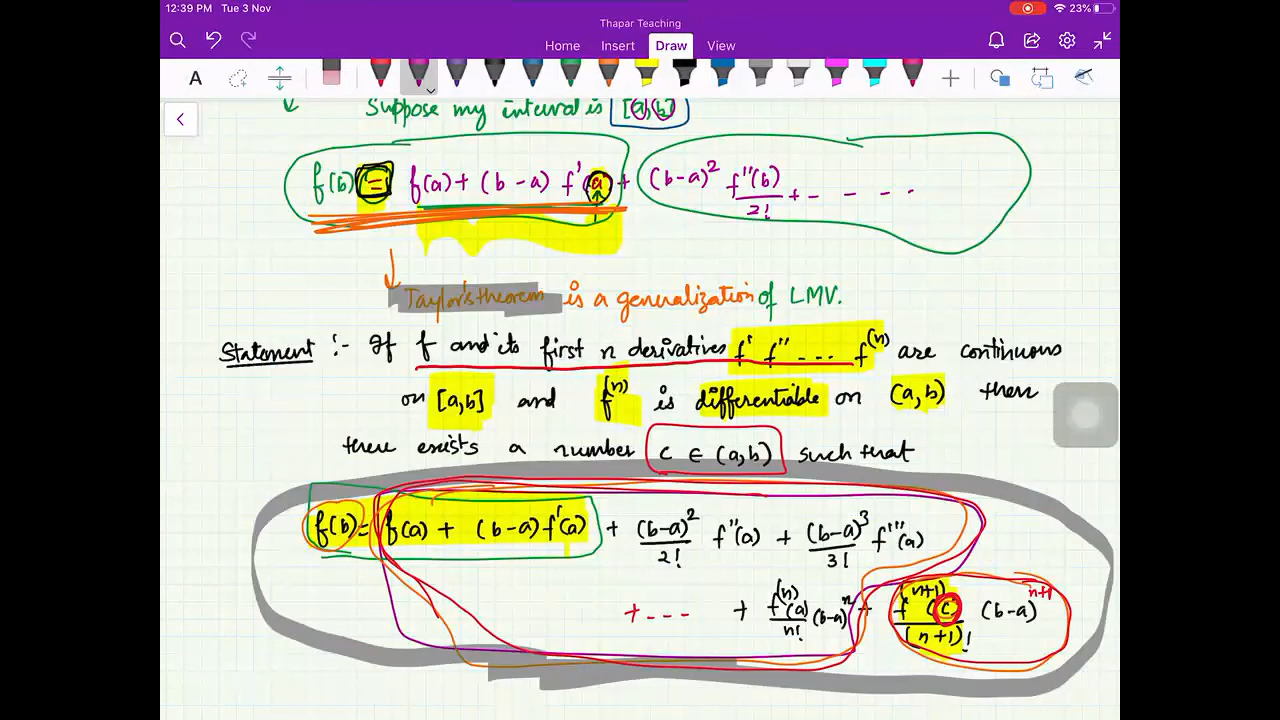 12:39 PM Tue 3 Nov
23%
Thapar Teaching
Home Insert Draw View
A
Suppose my interval is [a,b]
f(b) = f(a) + (b-a) f'(a) + (b-a)² f''(b)/2! + - - - . .
Taylor's theorem is a generalization of LMV.
Statement :- If f and its first n derivatives f' f'' ... f⁽ⁿ⁾ are continuous
on [a,b] and f⁽ⁿ⁾ is differentiable on (a,b) then
there exists a number c ∈ (a,b) such that
f(b) = f(a) + (b-a) f'(a) + (b-a)²/2! f''(a) + (b-a)³/3! f'''(a)
+ - - - + f⁽ⁿ⁾(a)/n! (b-a)ⁿ + f⁽ⁿ⁺¹⁾(c)/(n+1)! (b-a)ⁿ⁺¹